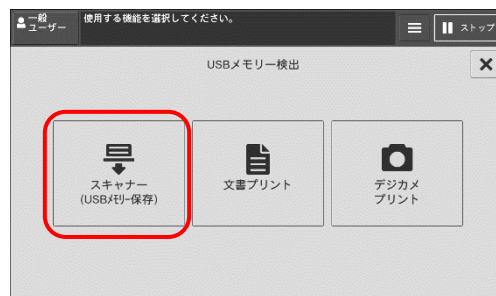 一般
ユーザー
使用する機能を選択してください。
ストップ
USBメモリー検出
スキャナー
(USBﾒﾓﾘｰ保存)
文書プリント
デジカメ
プリント